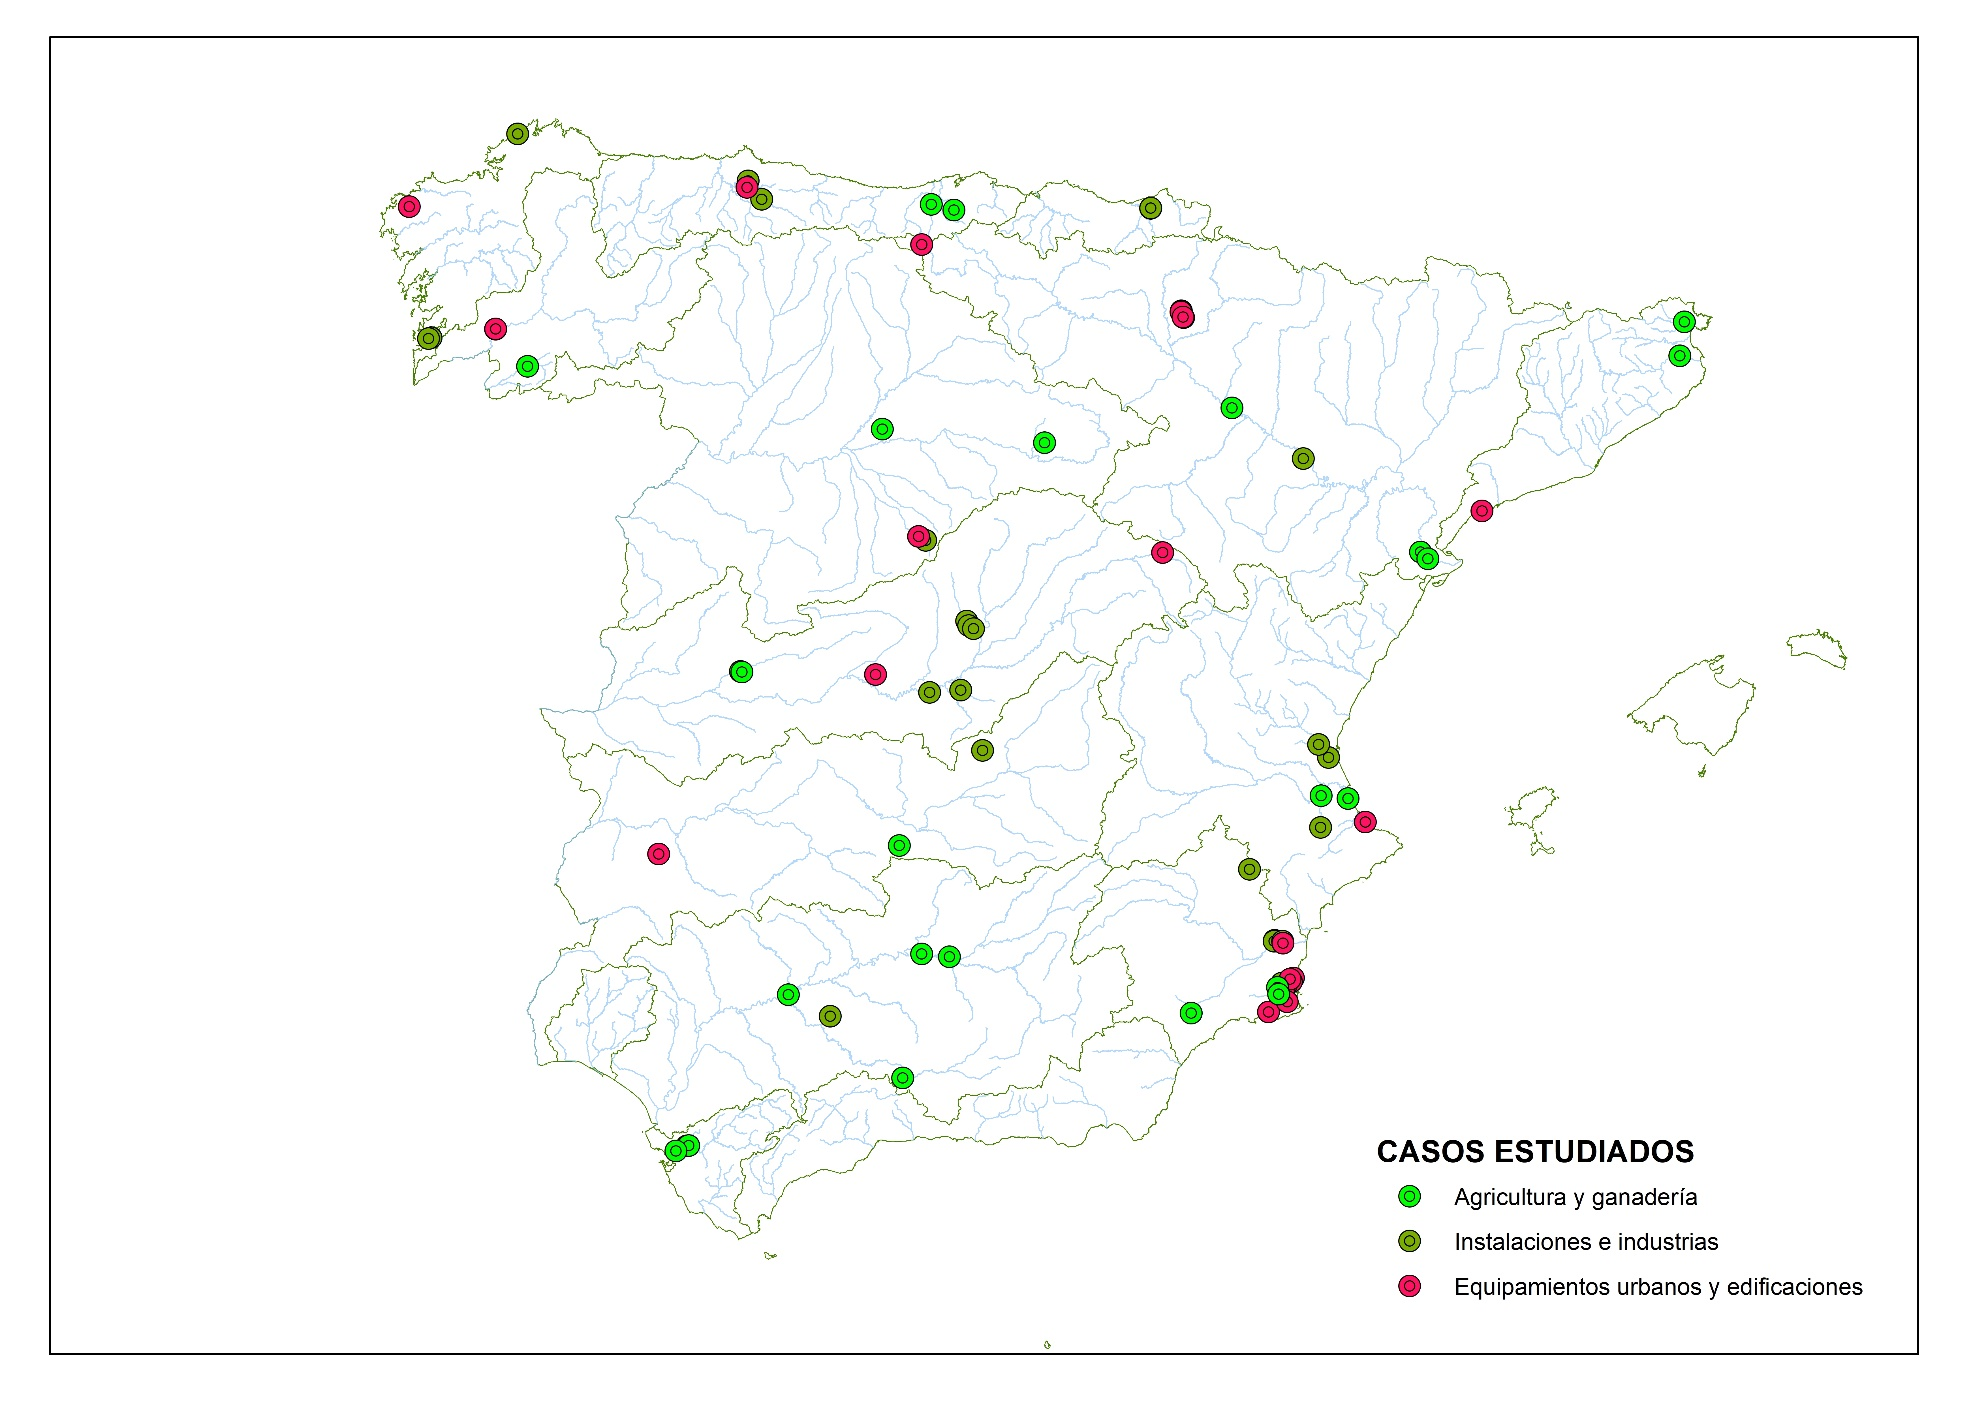 CASOS ESTUDIADOS
Agricultura y ganadería
Instalaciones e industrias
Equipamientos urbanos y edificaciones